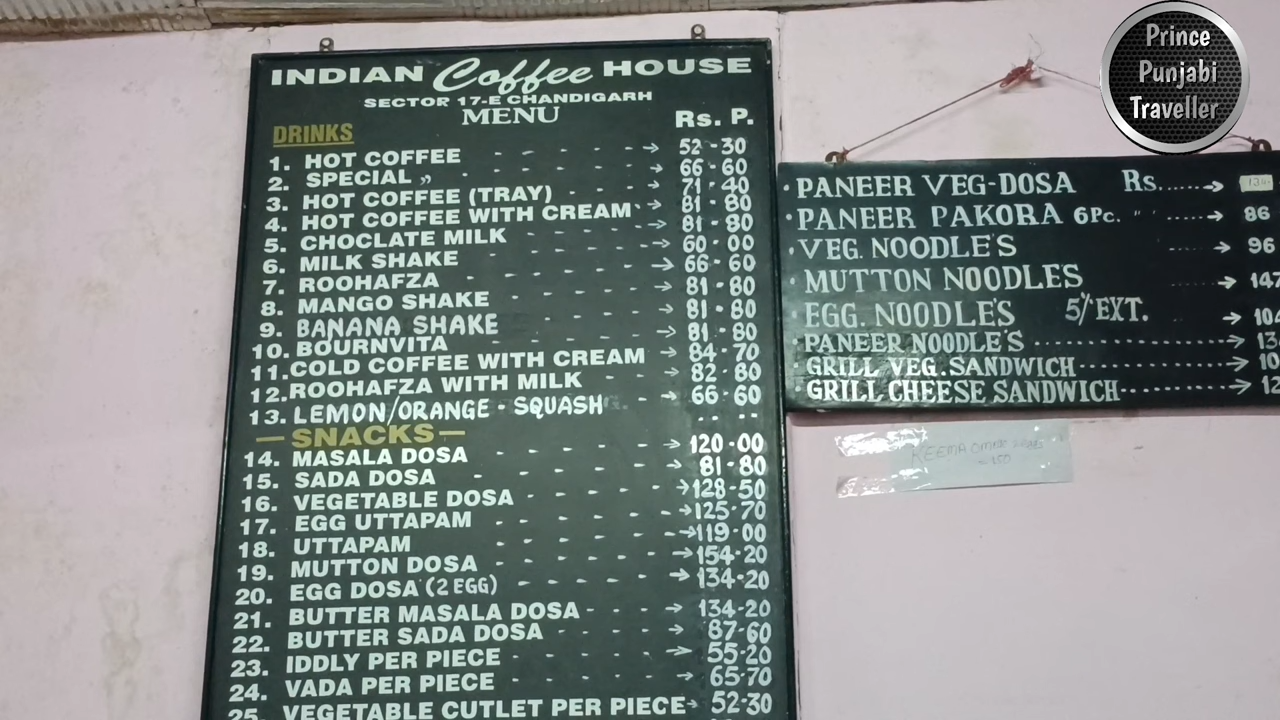 INDIAN Coffee HOUSE
SECTOR 17-E CHANDIGARH
MENU
Rs. P.
DRINKS
1. HOT COFFEE 52-30
2. SPECIAL ,, 66-60
3. HOT COFFEE (TRAY) 71-40
4. HOT COFFEE WITH CREAM 81-80
5. CHOCLATE MILK 81-80
6. MILK SHAKE 60-00
7. ROOHAFZA 66-60
8. MANGO SHAKE 81-80
9. BANANA SHAKE 81-80
10. BOURNVITA 81-80
11. COLD COFFEE WITH CREAM 84-70
12. ROOHAFZA WITH MILK 82-80
13. LEMON/ORANGE - SQUASH 66-60
SNACKS
14. MASALA DOSA 120-00
15. SADA DOSA 81-80
16. VEGETABLE DOSA 128-50
17. EGG UTTAPAM 125-70
18. UTTAPAM 119-00
19. MUTTON DOSA 154-20
20. EGG DOSA (2 EGG) 134-20
21. BUTTER MASALA DOSA 134-20
22. BUTTER SADA DOSA 87-60
23. IDDLY PER PIECE 55-20
24. VADA PER PIECE 65-70
25. VEGETABLE CUTLET PER PIECE 52-30
PANEER VEG-DOSA Rs.
PANEER PAKORA 6Pc. " 86
VEG. NOODLE'S 96
MUTTON NOODLES 147
EGG. NOODLE'S 5% EXT. 104
PANEER NOODLE'S 13
GRILL VEG. SANDWICH 10
GRILL CHEESE SANDWICH 12
KEEMA
Prince
Punjabi
Traveller